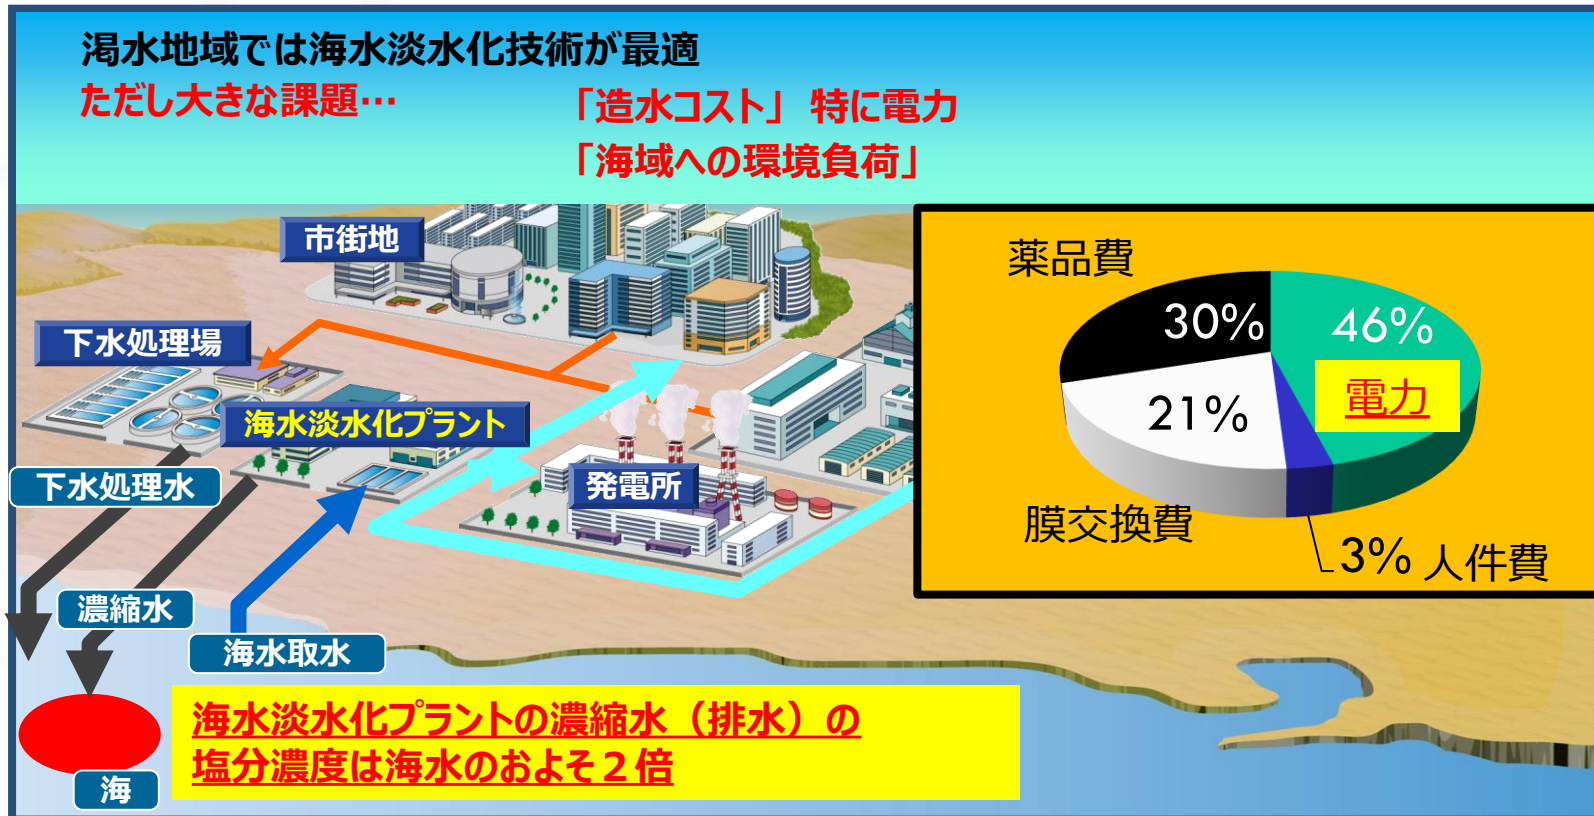 渇水地域では海水淡水化技術が最適
ただし大きな課題…
「造水コスト」 特に電力
「海域への環境負荷」
市街地
下水処理場
海水淡水化プラント
下水処理水
発電所
濃縮水
海水取水
海
海水淡水化プラントの濃縮水（排水）の
塩分濃度は海水のおよそ２倍
薬品費
30%
46%
電力
21%
膜交換費
3% 人件費